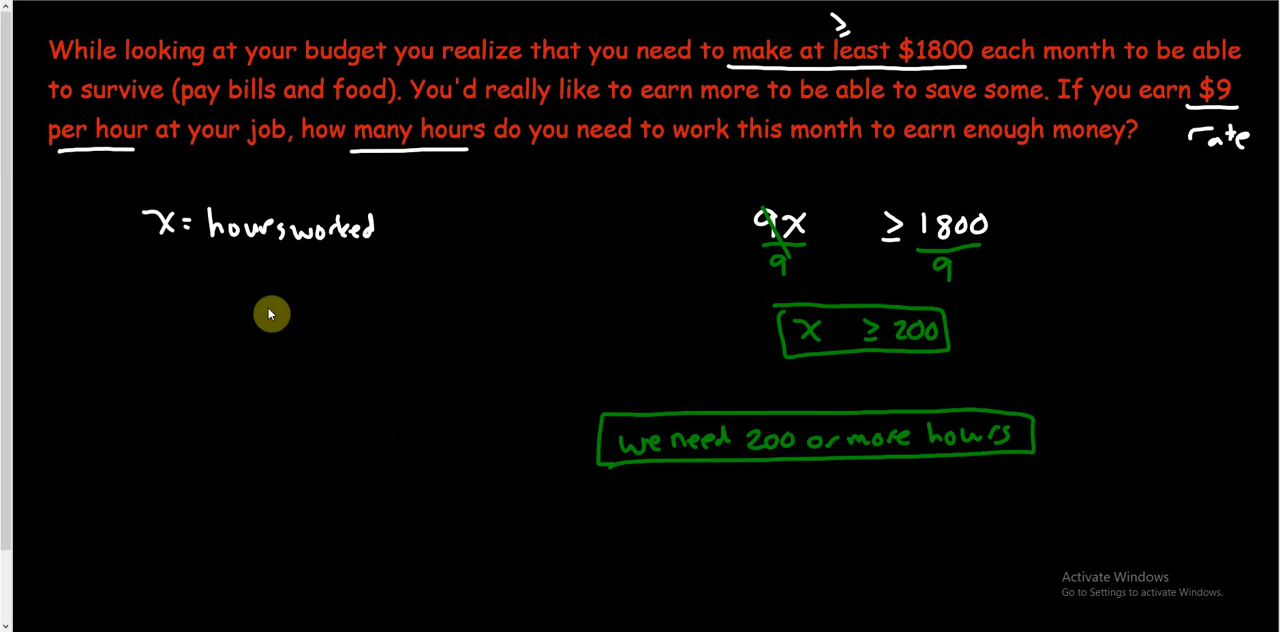 ≥
While looking at your budget you realize that you need to make at least $1800 each month to be able
to survive (pay bills and food). You'd really like to earn more to be able to save some. If you earn $9
per hour at your job, how many hours do you need to work this month to earn enough money?
rate
x = hours worked
9x ≥ 1800
9 9
x ≥ 200
we need 200 or more hours
Activate Windows
Go to Settings to activate Windows.